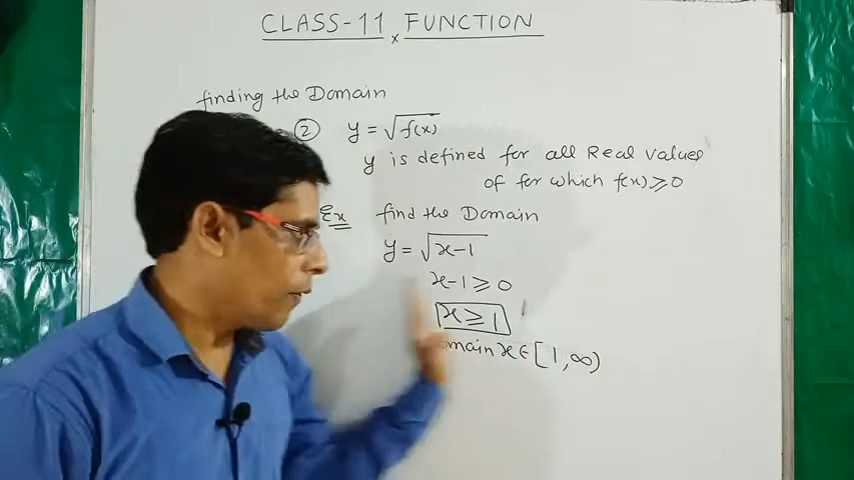 CLASS-11 FUNCTION
x
finding the Domain
② y = √f(x)
y is defined for all Real values
of for which f(x) ≥ 0
Ex find the Domain
y = √x-1
x-1 ≥ 0
x ≥ 1
x ∈ [1, ∞)